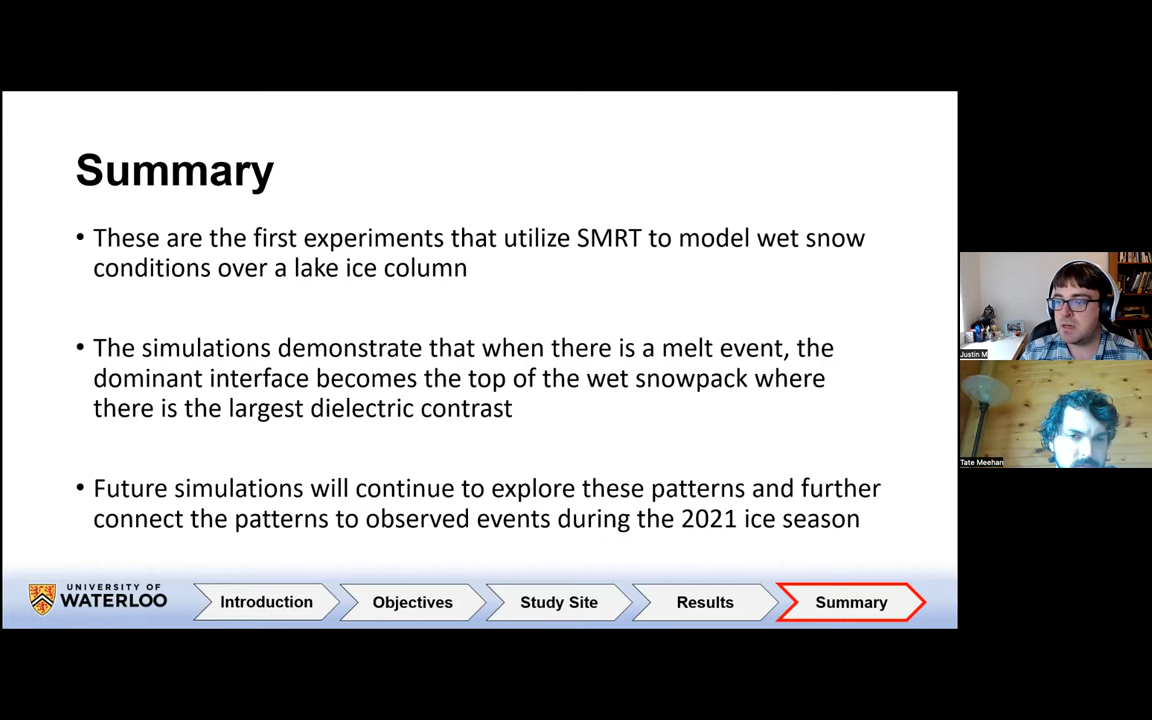 Summary
• These are the first experiments that utilize SMRT to model wet snow
conditions over a lake ice column
• The simulations demonstrate that when there is a melt event, the
dominant interface becomes the top of the wet snowpack where
there is the largest dielectric contrast
• Future simulations will continue to explore these patterns and further
connect the patterns to observed events during the 2021 ice season
UNIVERSITY OF
WATERLOO
Introduction
Objectives
Study Site
Results
Summary
Justin M
Tate Meehan